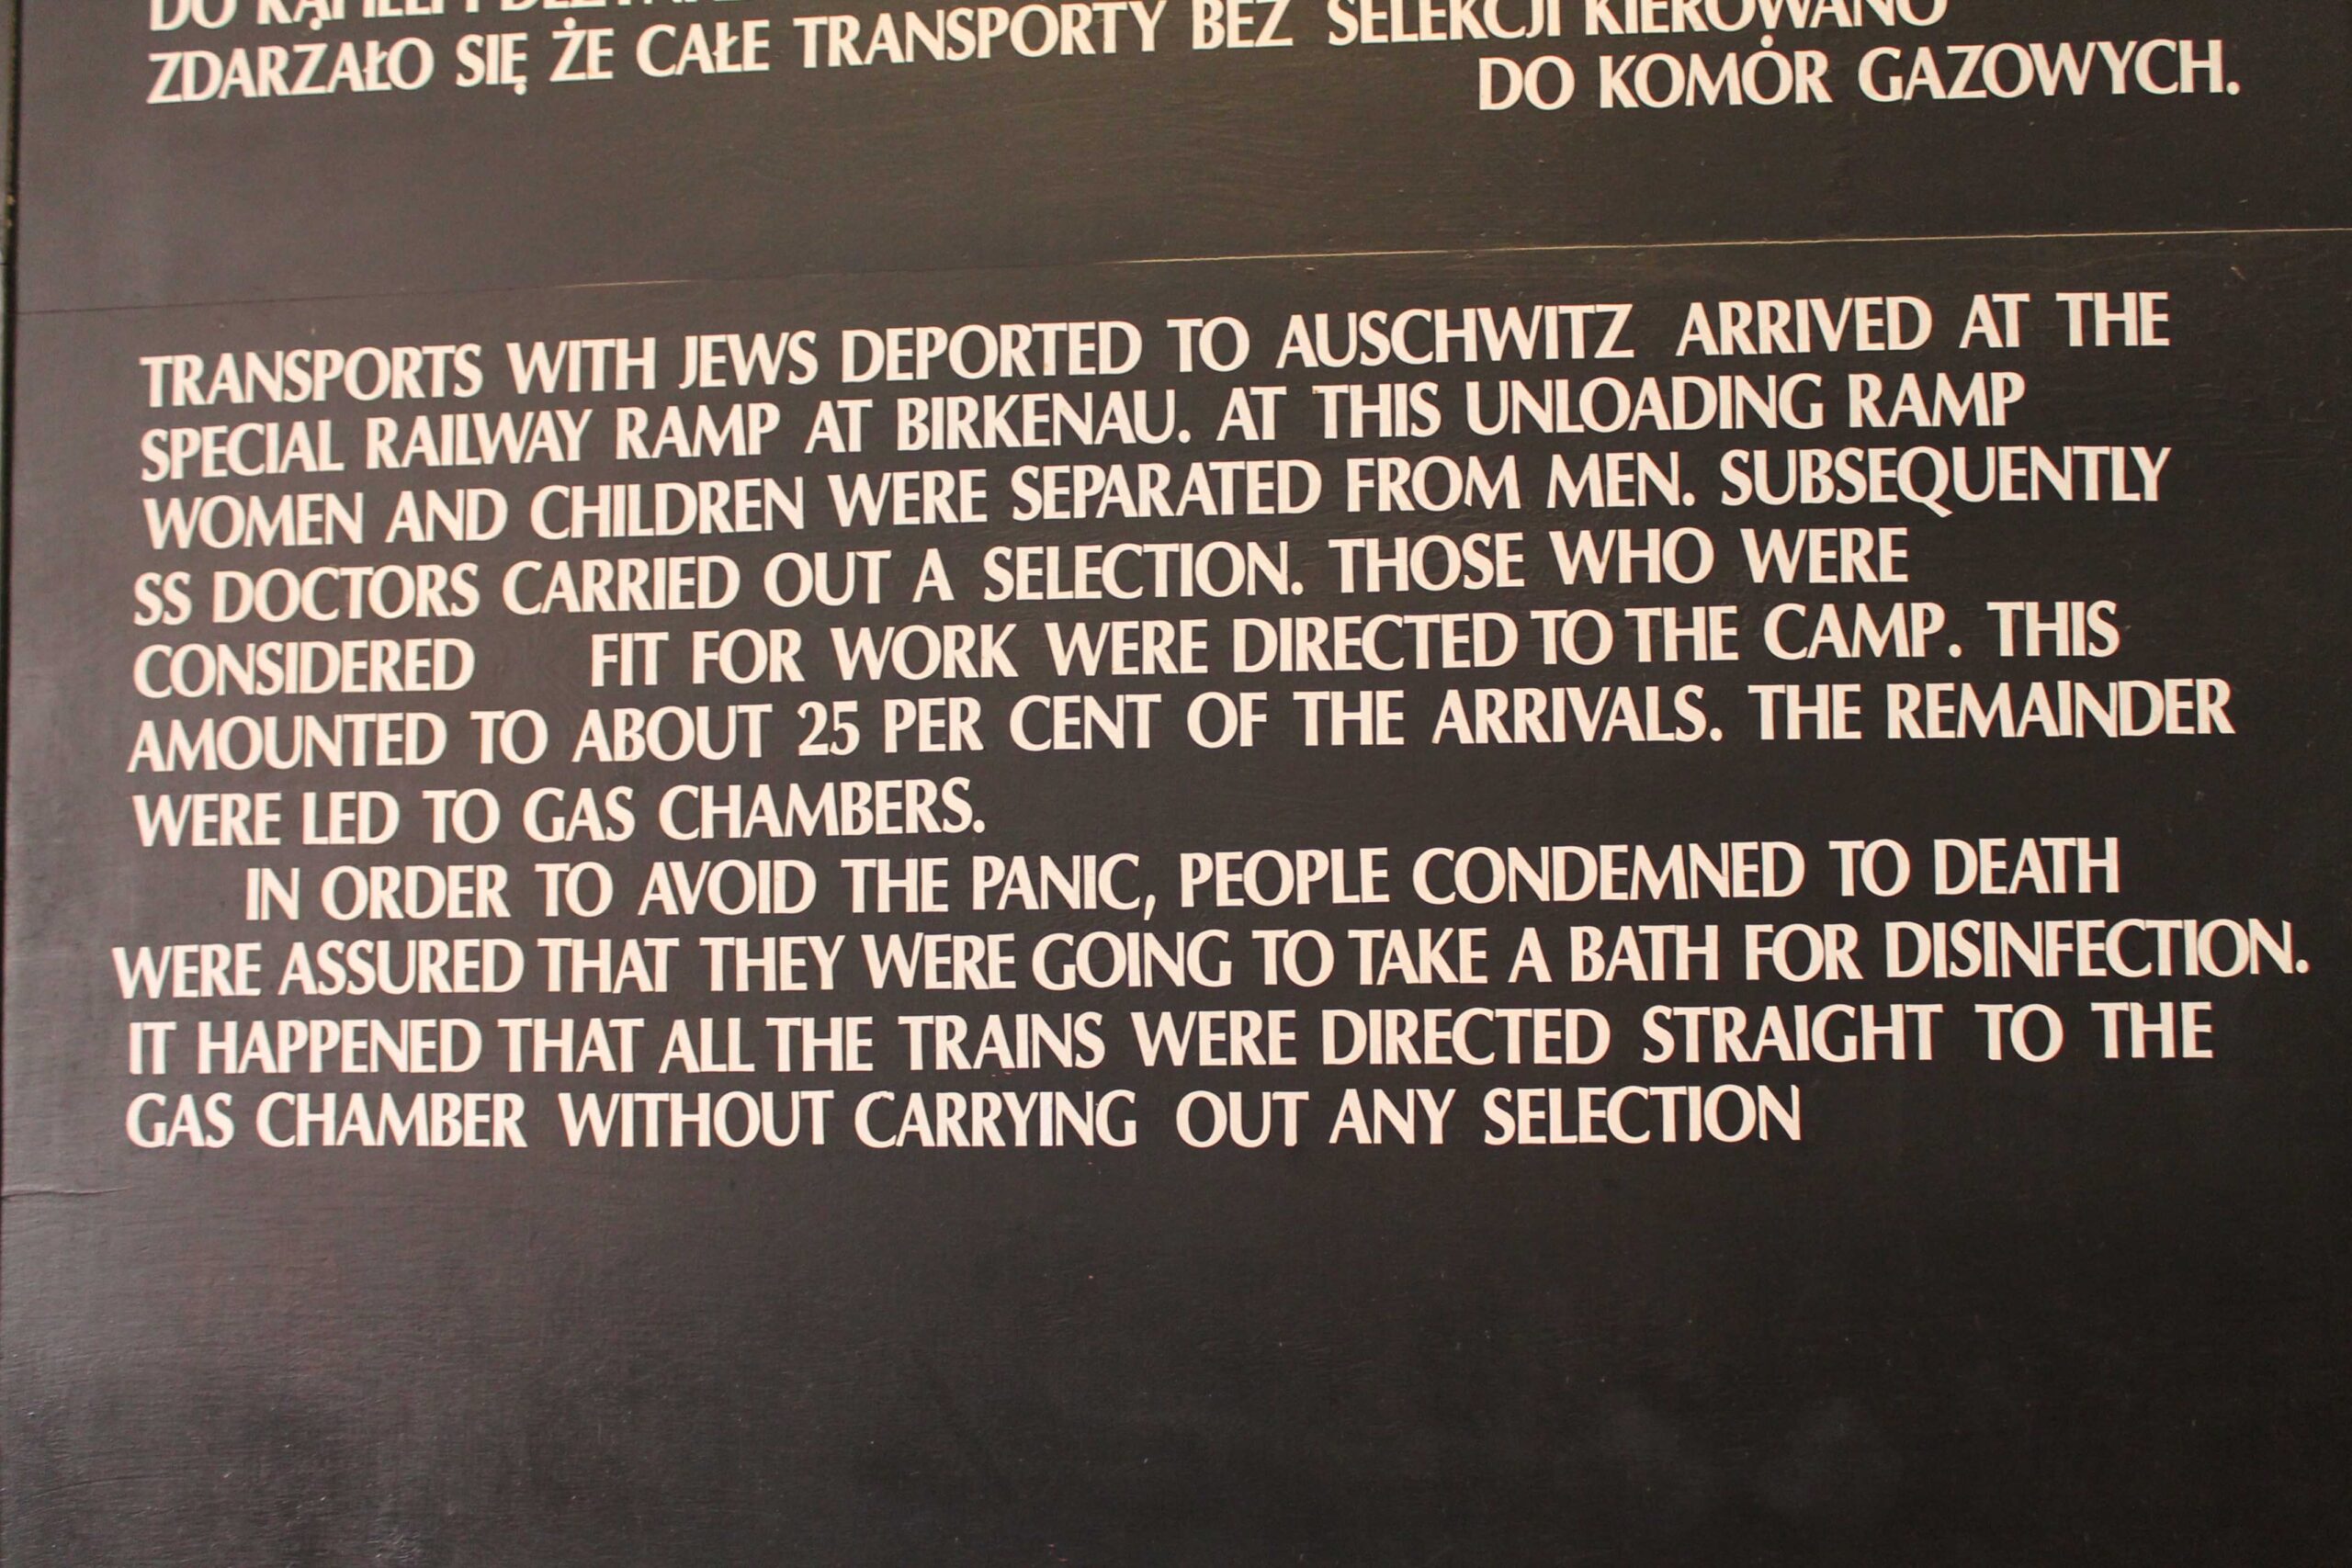 DO KĄPIELI I
ZDARZAŁO SIĘ ŻE CAŁE TRANSPORTY BEZ SELEKCJI KIEROWANO
DO KOMÓR GAZOWYCH.
TRANSPORTS WITH JEWS DEPORTED TO AUSCHWITZ ARRIVED AT THE
SPECIAL RAILWAY RAMP AT BIRKENAU. AT THIS UNLOADING RAMP
WOMEN AND CHILDREN WERE SEPARATED FROM MEN. SUBSEQUENTLY
SS DOCTORS CARRIED OUT A SELECTION. THOSE WHO WERE
CONSIDERED FIT FOR WORK WERE DIRECTED TO THE CAMP. THIS
AMOUNTED TO ABOUT 25 PER CENT OF THE ARRIVALS. THE REMAINDER
WERE LED TO GAS CHAMBERS.
IN ORDER TO AVOID THE PANIC, PEOPLE CONDEMNED TO DEATH
WERE ASSURED THAT THEY WERE GOING TO TAKE A BATH FOR DISINFECTION.
IT HAPPENED THAT ALL THE TRAINS WERE DIRECTED STRAIGHT TO THE
GAS CHAMBER WITHOUT CARRYING OUT ANY SELECTION